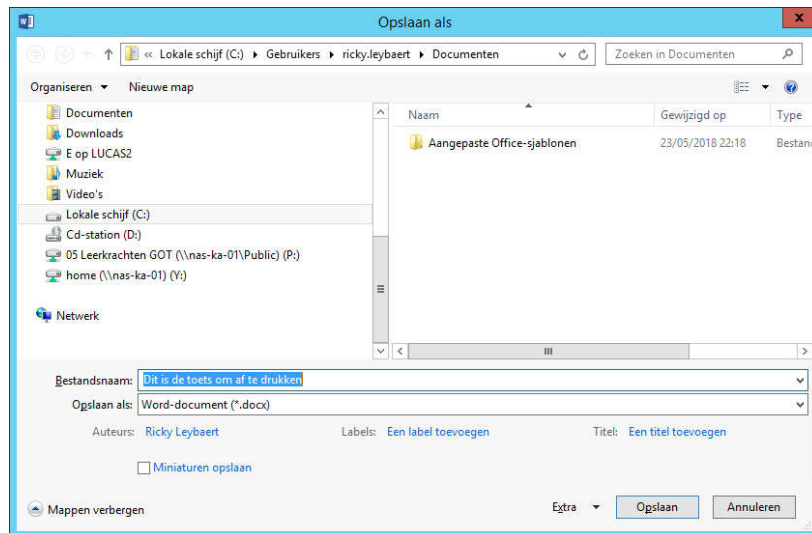 Opslaan als
« Lokale schijf (C:) ▸ Gebruikers ▸ ricky.leybaert ▸ Documenten
Zoeken in Documenten
Organiseren Nieuwe map
Documenten
Downloads
E op LUCAS2
Muziek
Video's
Lokale schijf (C:)
Cd-station (D:)
05 Leerkrachten GOT (\\nas-ka-01\Public) (P:)
home (\\nas-ka-01) (Y:)
Netwerk
Naam Gewijzigd op Type
Aangepaste Office-sjablonen 23/05/2018 22:18 Bestan
Bestandsnaam: Dit is de toets om af te drukken
Opslaan als: Word-document (*.docx)
Auteurs: Ricky Leybaert Labels: Een label toevoegen Titel: Een titel toevoegen
Miniaturen opslaan
Mappen verbergen Extra Opslaan Annuleren